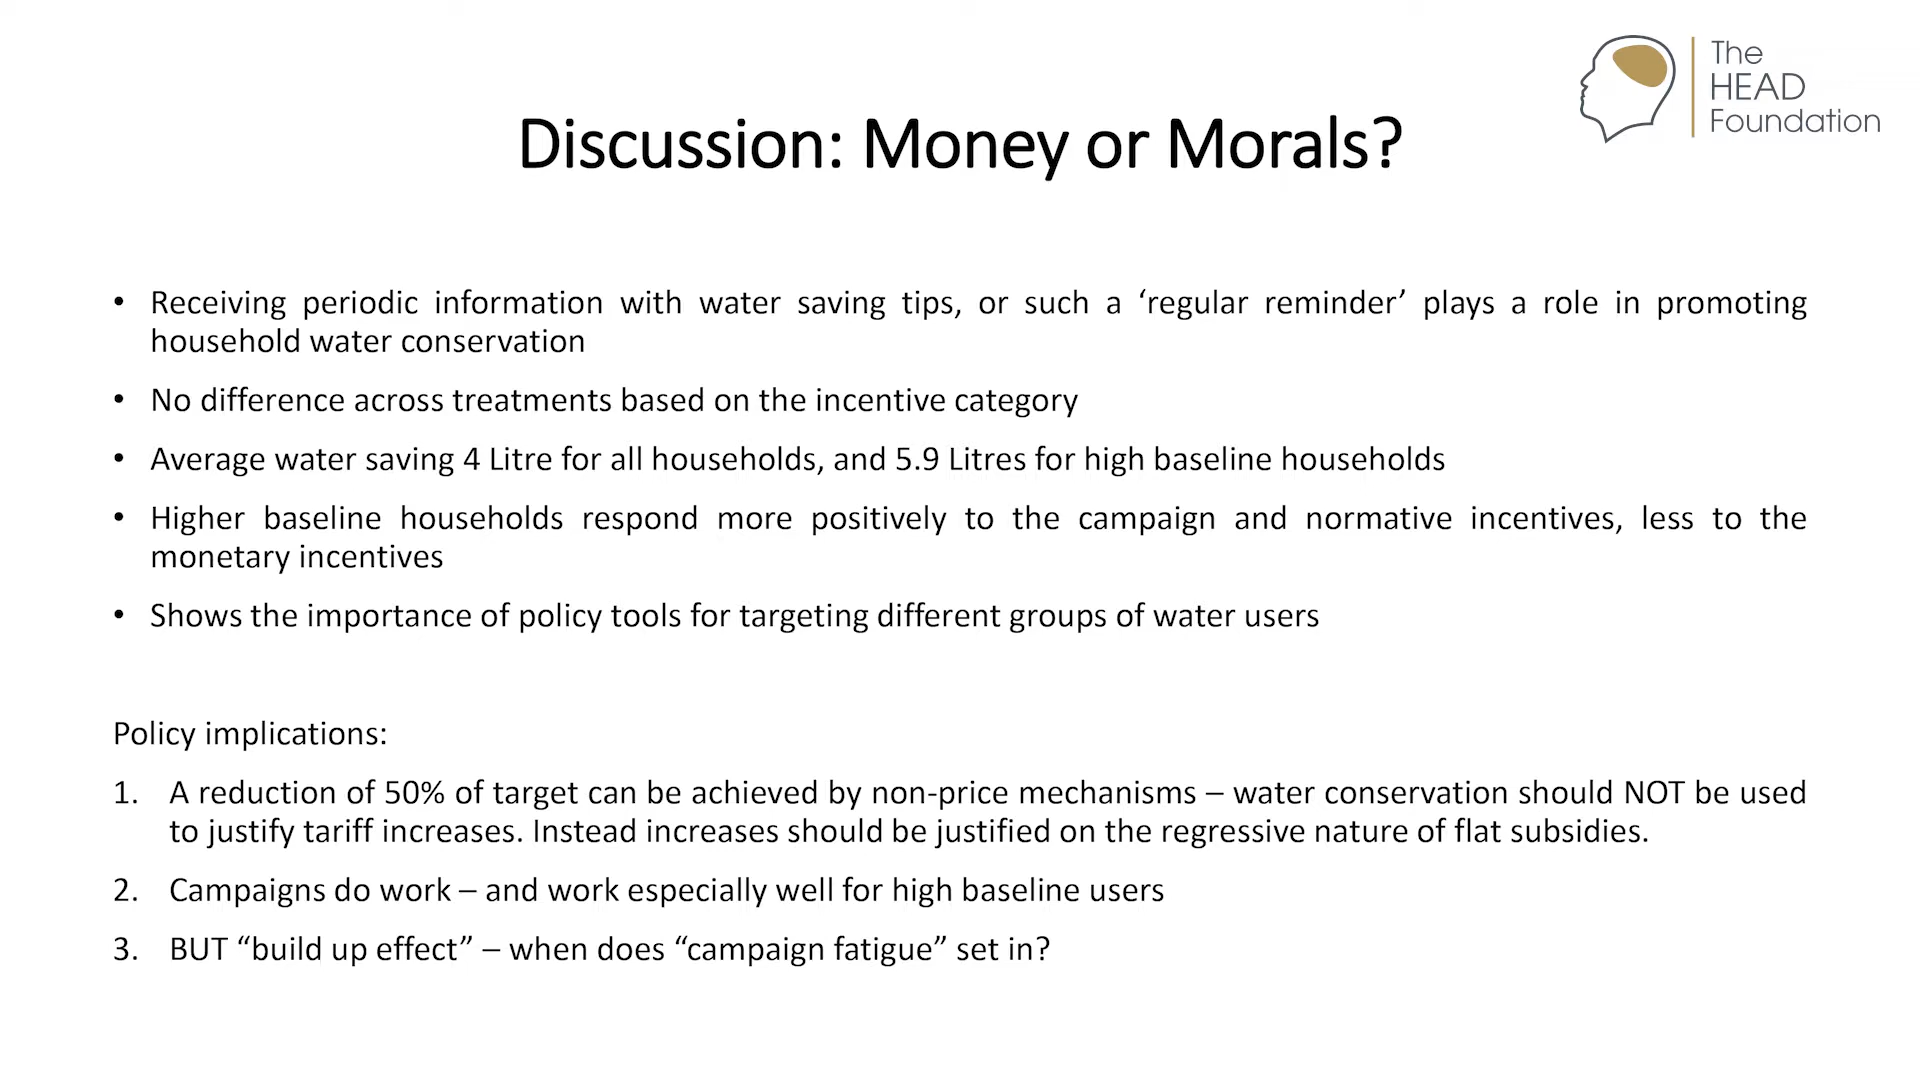 The
HEAD
Foundation
Discussion: Money or Morals?
• Receiving periodic information with water saving tips, or such a ‘regular reminder’ plays a role in promoting
household water conservation
• No difference across treatments based on the incentive category
• Average water saving 4 Litre for all households, and 5.9 Litres for high baseline households
• Higher baseline households respond more positively to the campaign and normative incentives, less to the
monetary incentives
• Shows the importance of policy tools for targeting different groups of water users
Policy implications:
1. A reduction of 50% of target can be achieved by non-price mechanisms – water conservation should NOT be used
to justify tariff increases. Instead increases should be justified on the regressive nature of flat subsidies.
2. Campaigns do work – and work especially well for high baseline users
3. BUT “build up effect” – when does “campaign fatigue” set in?